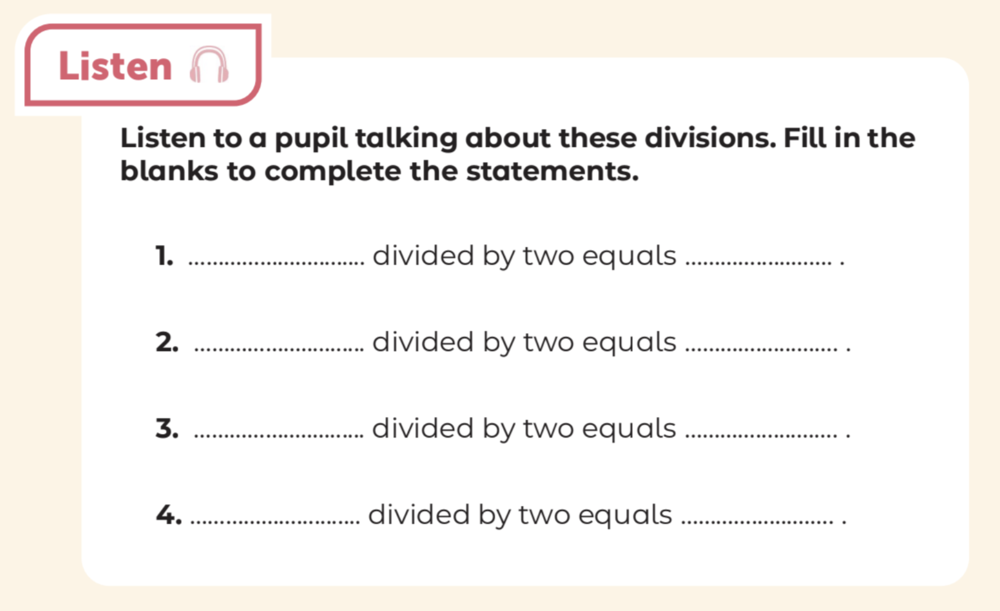 Listen
Listen to a pupil talking about these divisions. Fill in the
blanks to complete the statements.
1. ............................. divided by two equals ......................... .
2. ............................ divided by two equals .......................... .
3. ............................ divided by two equals .......................... .
4. ............................ divided by two equals .......................... .